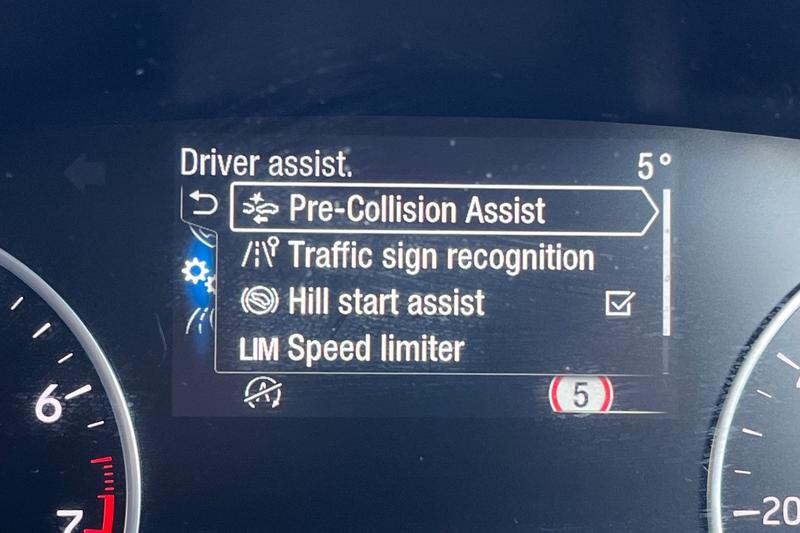 Driver assist. 5°
Pre-Collision Assist
Traffic sign recognition
Hill start assist
LIM Speed limiter
A 5
6
7
20